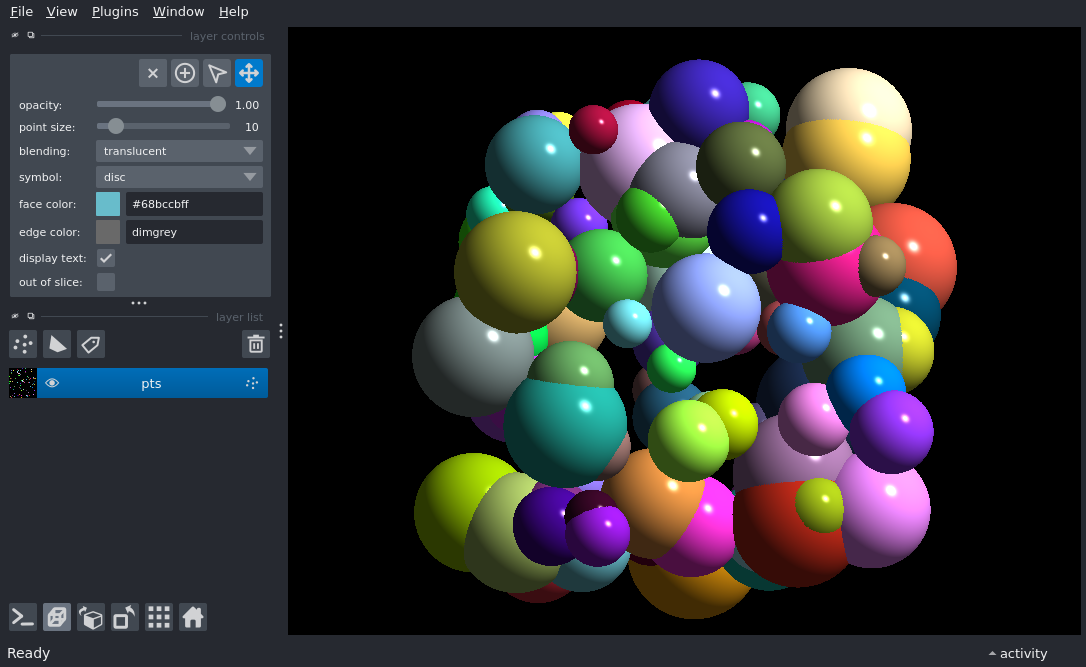 File View Plugins Window Help
layer controls
opacity: 1.00
point size: 10
blending: translucent
symbol: disc
face color: #68bccbff
edge color: dimgrey
display text:
out of slice:
layer list
pts
Ready
activity